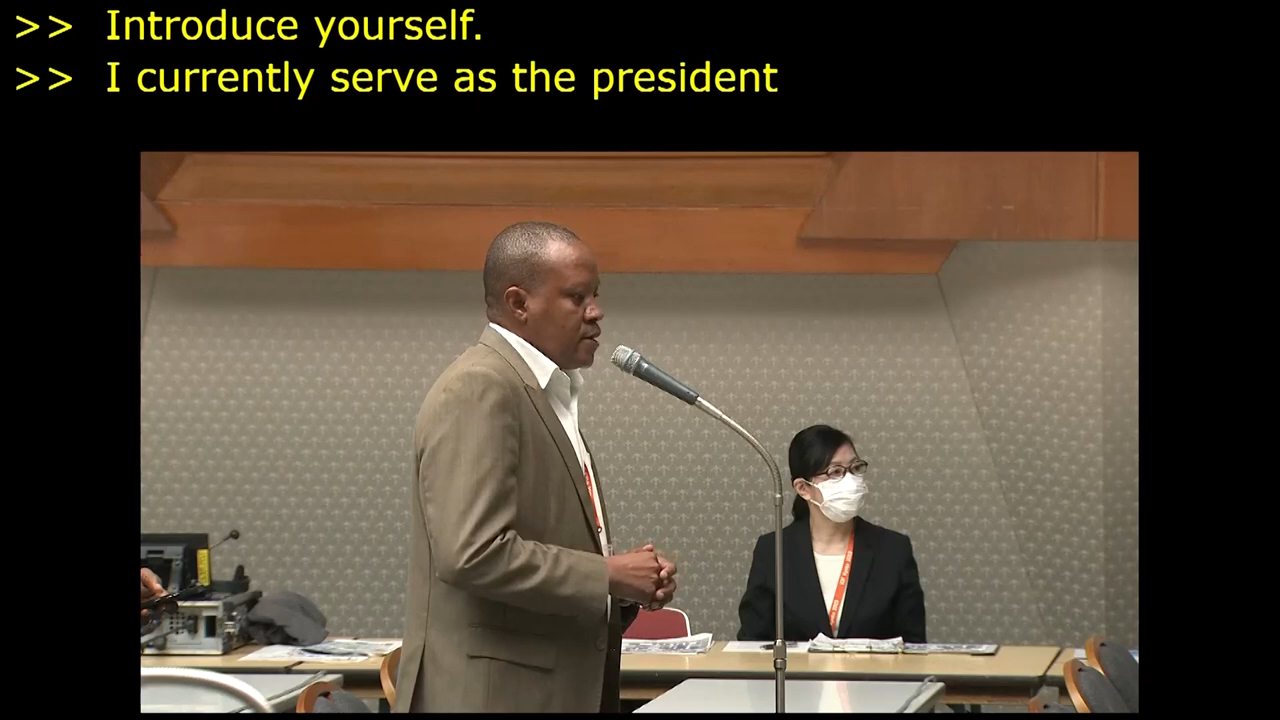 >> Introduce yourself.
>> I currently serve as the president